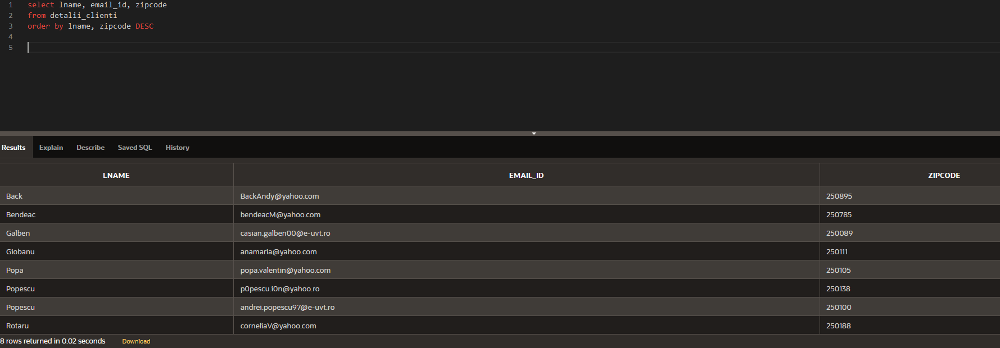 1 select lname, email_id, zipcode
2 from detalii_clienti
3 order by lname, zipcode DESC
4
5
Results Explain Describe Saved SQL History
LNAME EMAIL_ID ZIPCODE
Back BackAndy@yahoo.com 250895
Bendeac bendeacM@yahoo.com 250785
Galben casian.galben00@e-uvt.ro 250089
Giobanu anamaria@yahoo.com 250111
Popa popa.valentin@yahoo.com 250105
Popescu p0pescu.i0n@yahoo.ro 250138
Popescu andrei.popescu97@e-uvt.ro 250100
Rotaru corneliaV@yahoo.com 250188
8 rows returned in 0.02 seconds Download